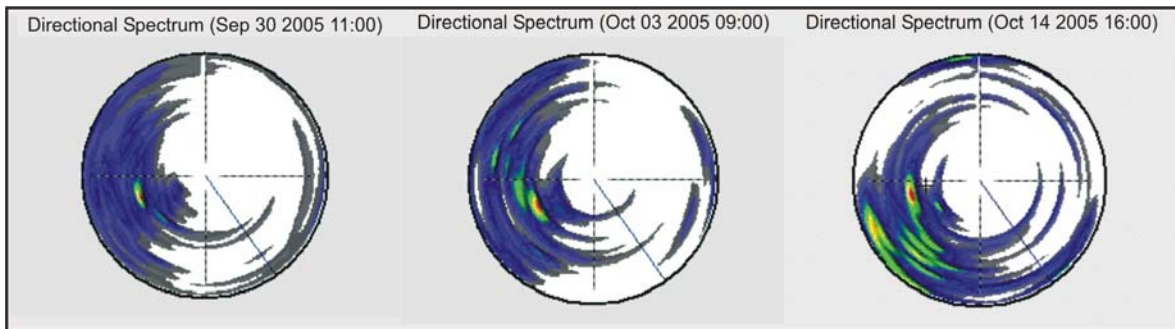 Directional Spectrum (Sep 30 2005 11:00)
Directional Spectrum (Oct 03 2005 09:00)
Directional Spectrum (Oct 14 2005 16:00)